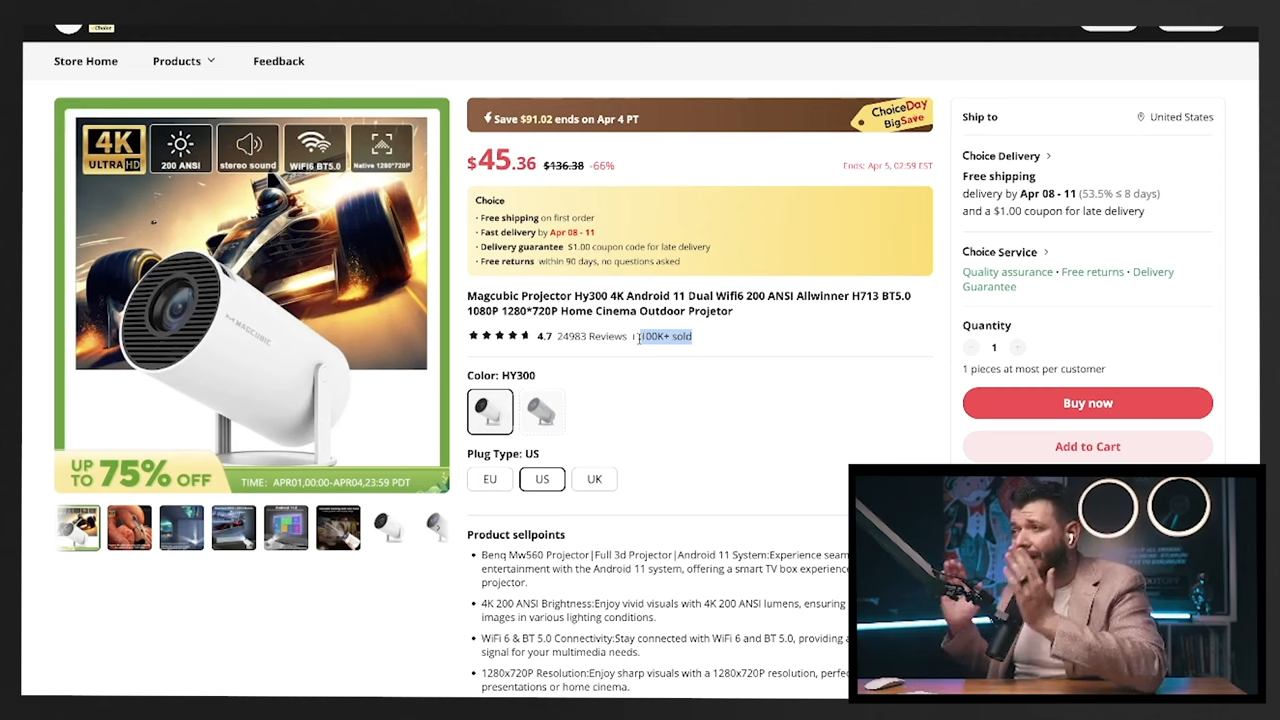 Choice
Store Home
Products
Feedback
4K
ULTRA HD
200 ANSI
stereo sound
WiFi6 BT5.0
Native 1280*720P
MAGCUBIC
UP TO 75% OFF
TIME: APR01,00:00-APR04,23:59 PDT
Save $91.02 ends on Apr 4 PT
ChoiceDay
BigSave
$45.36 $136.38 -66%
Ends: Apr 5, 02:59 EST
Choice
· Free shipping on first order
· Fast delivery by Apr 08 - 11
· Delivery guarantee $1.00 coupon code for late delivery
· Free returns within 90 days, no questions asked
Magcubic Projector Hy300 4K Android 11 Dual Wifi6 200 ANSI Allwinner H713 BT5.0
1080P 1280*720P Home Cinema Outdoor Projetor
4.7 24983 Reviews 100K+ sold
Color: HY300
Plug Type: US
EU
US
UK
Product sellpoints
• Benq Mw560 Projector|Full 3d Projector|Android 11 System:Experience seam
entertainment with the Android 11 system, offering a smart TV box experience
projector.
• 4K 200 ANSI Brightness:Enjoy vivid visuals with 4K 200 ANSI lumens, ensuring
images in various lighting conditions.
• WiFi 6 & BT 5.0 Connectivity:Stay connected with WiFi 6 and BT 5.0, providing a
signal for your multimedia needs.
• 1280x720P Resolution:Enjoy sharp visuals with a 1280x720P resolution, perfe
presentations or home cinema.
Ship to
United States
Choice Delivery >
Free shipping
delivery by Apr 08 - 11 (53.5% ≤ 8 days)
and a $1.00 coupon for late delivery
Choice Service >
Quality assurance • Free returns • Delivery
Guarantee
Quantity
1
1 pieces at most per customer
Buy now
Add to Cart